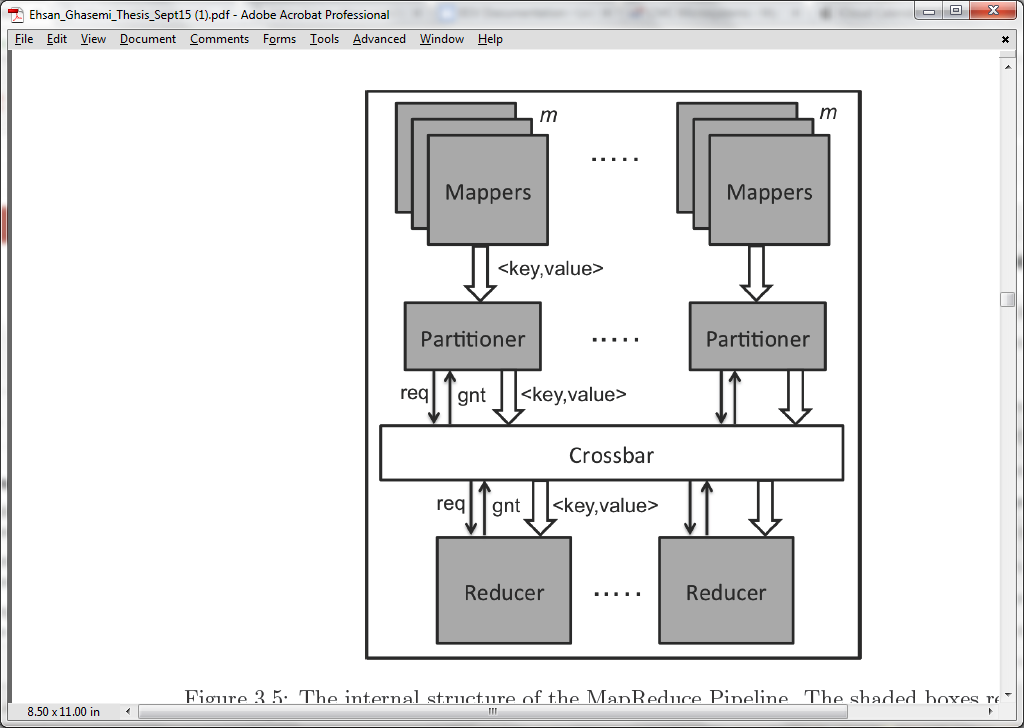 Ehsan_Ghasemi_Thesis_Sept15 (1).pdf - Adobe Acrobat Professional
File Edit View Document Comments Forms Tools Advanced Window Help
m m
Mappers ..... Mappers
<key,value>
Partitioner ..... Partitioner
req gnt <key,value>
Crossbar
req gnt <key,value>
Reducer ..... Reducer
Figure 3.5: The internal structure of the MapReduce Pipeline. The shaded boxes re
8.50 x 11.00 in